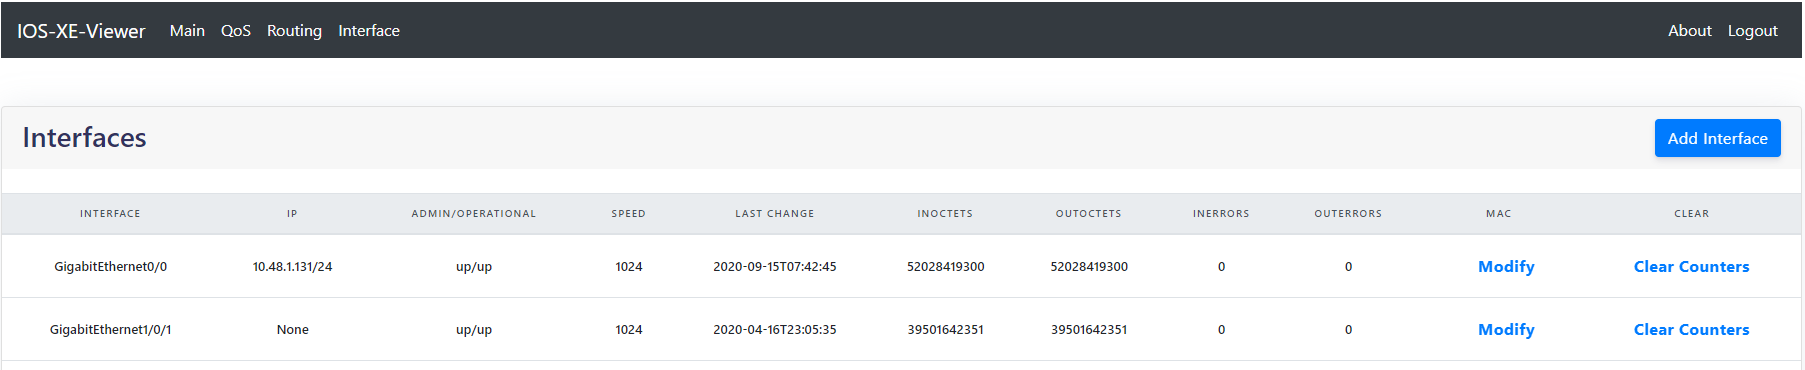 IOS-XE-Viewer Main QoS Routing Interface About Logout
Interfaces Add Interface
INTERFACE IP ADMIN/OPERATIONAL SPEED LAST CHANGE INOCTETS OUTOCTETS INERRORS OUTERRORS MAC CLEAR
GigabitEthernet0/0 10.48.1.131/24 up/up 1024 2020-09-15T07:42:45 52028419300 52028419300 0 0 Modify Clear Counters
GigabitEthernet1/0/1 None up/up 1024 2020-04-16T23:05:35 39501642351 39501642351 0 0 Modify Clear Counters